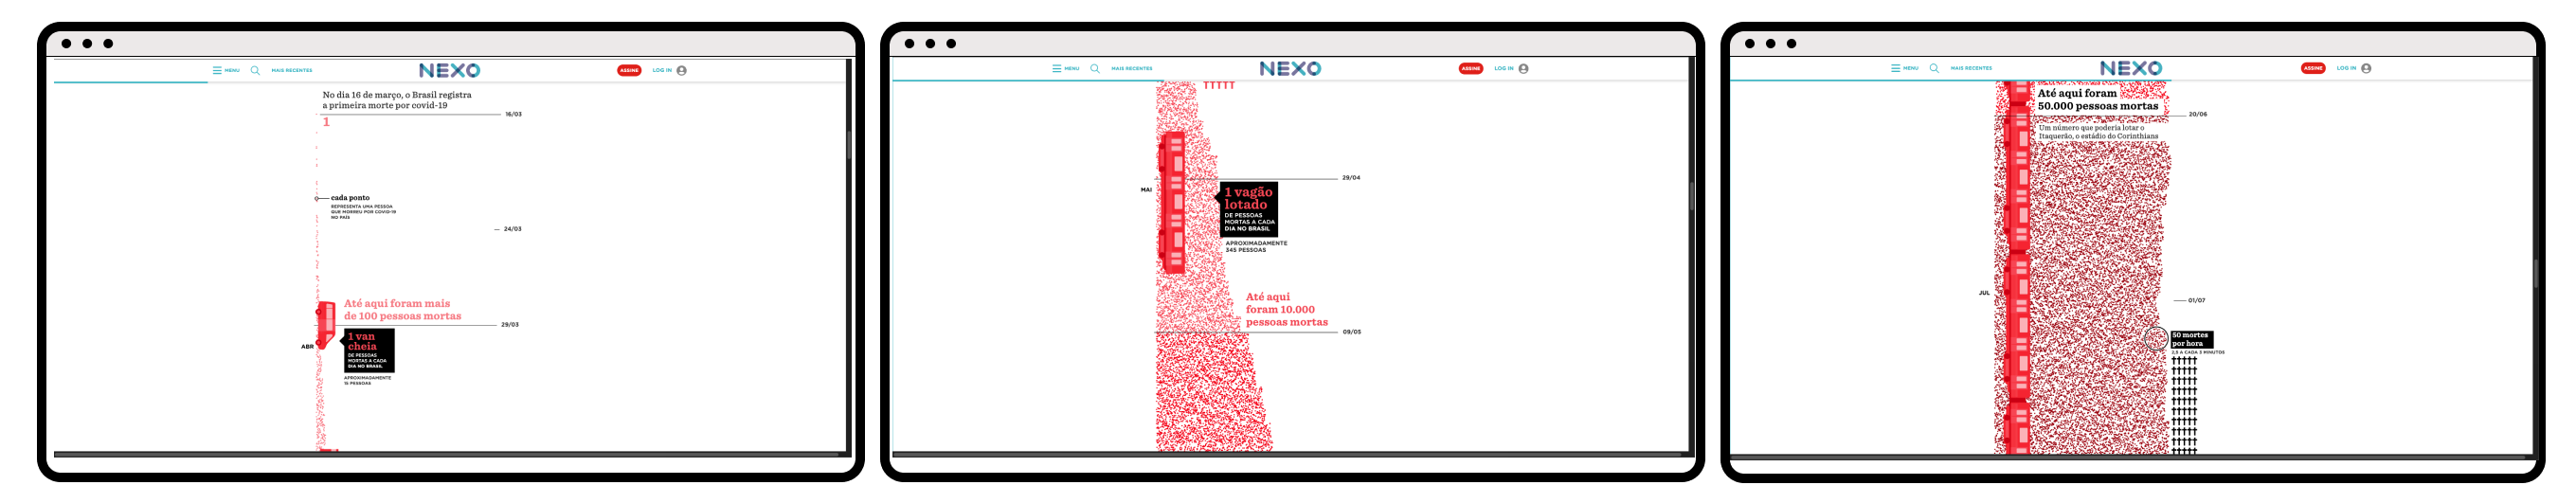 MENU
MAIS RECENTES
NEXO
ASSINE
LOG IN
No dia 16 de março, o Brasil registra
a primeira morte por covid-19
16/03
1
cada ponto
REPRESENTA UMA PESSOA
QUE MORREU POR COVID-19
NO PAÍS
24/03
Até aqui foram mais
de 100 pessoas mortas
29/03
1 van
cheia
DE PESSOAS
MORTAS A CADA
DIA NO BRASIL
ABR
APROXIMADAMENTE
15 PESSOAS
MENU
MAIS RECENTES
NEXO
ASSINE
LOG IN
29/04
MAI
1 vagão
lotado
DE PESSOAS
MORTAS A CADA
DIA NO BRASIL
APROXIMADAMENTE
345 PESSOAS
Até aqui
foram 10.000
pessoas mortas
09/05
MENU
MAIS RECENTES
NEXO
ASSINE
LOG IN
Até aqui foram
50.000 pessoas mortas
20/06
Um número que poderia lotar o
Itaquerão, o estádio do Corinthians
JUL
01/07
50 mortes
por hora
2,5 A CADA 3 MINUTOS